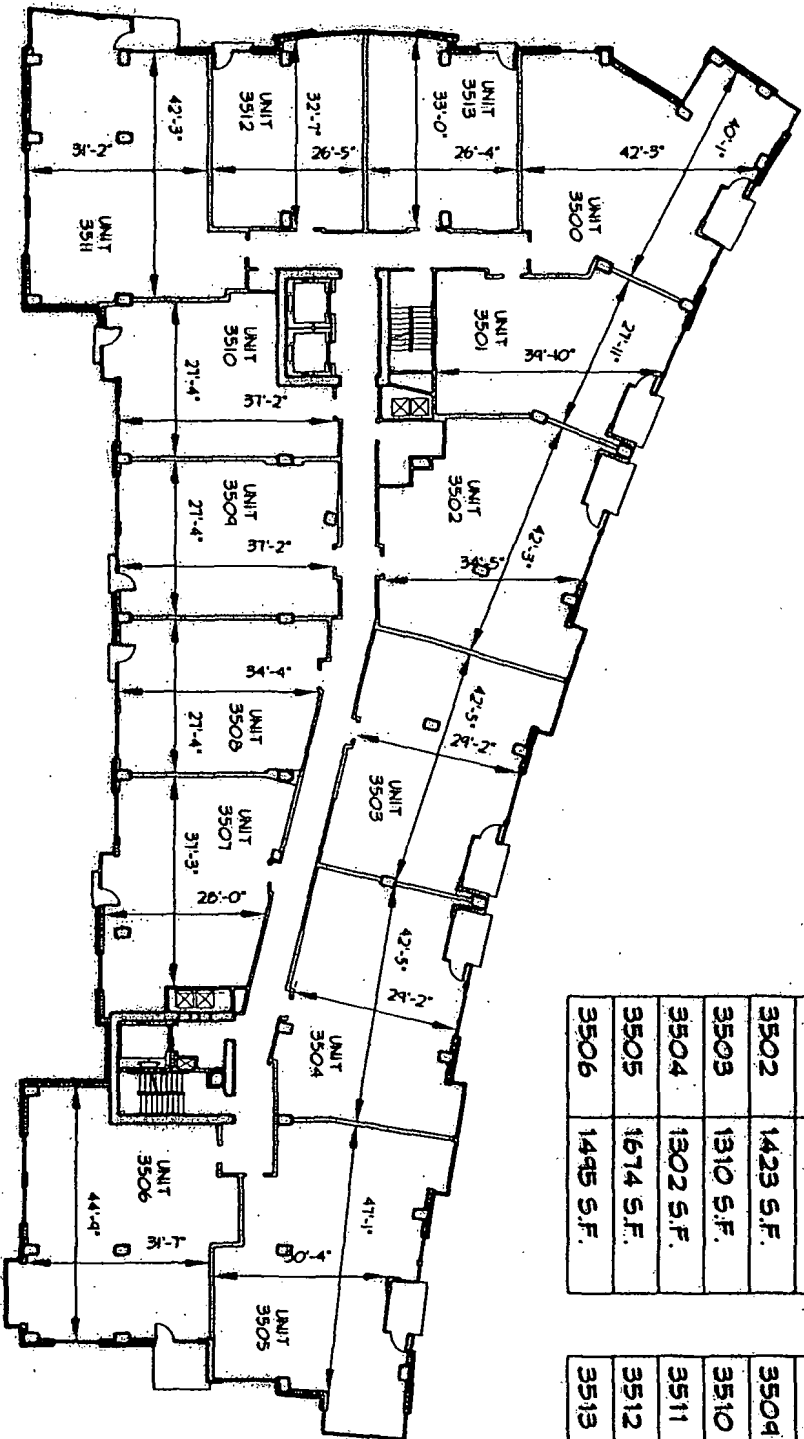 UNIT
3511
42'-3"
31'-2"
UNIT
3512
32'-7"
26'-5"
UNIT
3513
33'-0"
26'-4"
UNIT
3500
42'-3"
40'-1"
UNIT
3501
39'-10"
27'-11"
UNIT
3510
27'-4"
37'-2"
UNIT
3502
34'-5"
42'-3"
UNIT
3509
27'-4"
37'-2"
UNIT
3503
42'-5"
29'-2"
UNIT
3508
34'-4"
27'-4"
UNIT
3507
37'-3"
28'-0"
UNIT
3504
42'-5"
29'-2"
UNIT
3506
44'-9"
31'-7"
UNIT
3505
47'-1"
30'-4"
3502 1423 S.F.
3503 1310 S.F.
3504 1302 S.F.
3505 1674 S.F.
3506 1495 S.F.
3509
3510
3511
3512
3513